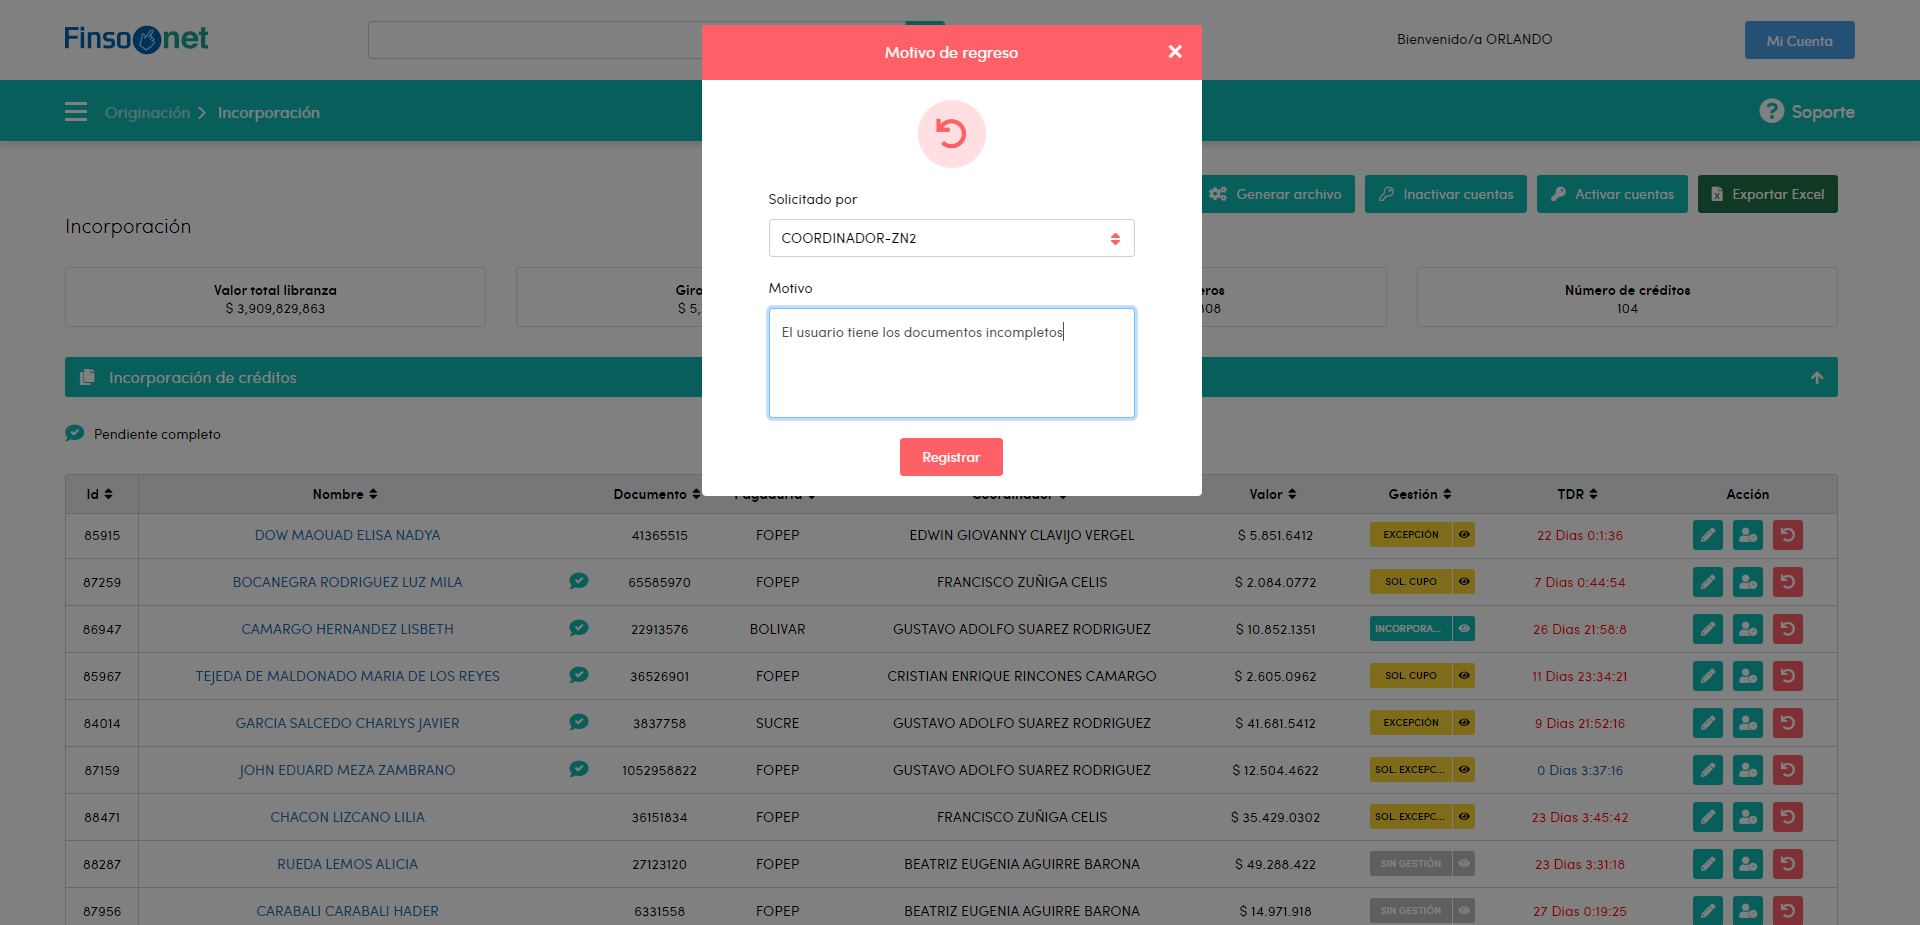 Finsonet
Motivo de regreso
Bienvenido/a ORLANDO
Mi Cuenta
Originación
Incorporación
Soporte
Solicitado por
COORDINADOR-ZN2
Motivo
El usuario tiene los documentos incompletos
Registrar
Generar archivo
Inactivar cuentas
Activar cuentas
Exportar Excel
Incorporación
Valor total libranza
$ 3,909,829,863
Giro
$ 5,
eros
808
Número de créditos
104
Incorporación de créditos
Pendiente completo
Id Nombre Documento Pagaduría Coordinador Valor Gestión TDR Acción
85915 DOW MAOUAD ELISA NADYA 41365515 FOPEP EDWIN GIOVANNY CLAVIJO VERGEL $ 5.851.6412 EXCEPCIÓN 22 Dias 0:1:36
87259 BOCANEGRA RODRIGUEZ LUZ MILA 65585970 FOPEP FRANCISCO ZUÑIGA CELIS $ 2.084.0772 SOL. CUPO 7 Dias 0:44:54
86947 CAMARGO HERNANDEZ LISBETH 22913576 BOLIVAR GUSTAVO ADOLFO SUAREZ RODRIGUEZ $ 10.852.1351 INCORPORA... 26 Dias 21:58:8
85967 TEJEDA DE MALDONADO MARIA DE LOS REYES 36526901 FOPEP CRISTIAN ENRIQUE RINCONES CAMARGO $ 2.605.0962 SOL. CUPO 11 Dias 23:34:21
84014 GARCIA SALCEDO CHARLYS JAVIER 3837758 SUCRE GUSTAVO ADOLFO SUAREZ RODRIGUEZ $ 41.681.5412 EXCEPCIÓN 9 Dias 21:52:16
87159 JOHN EDUARD MEZA ZAMBRANO 1052958822 FOPEP GUSTAVO ADOLFO SUAREZ RODRIGUEZ $ 12.504.4622 SOL. EXCEPC... 0 Dias 3:37:16
88471 CHACON LIZCANO LILIA 36151834 FOPEP FRANCISCO ZUÑIGA CELIS $ 35.429.0302 SOL. EXCEPC... 23 Dias 3:45:42
88287 RUEDA LEMOS ALICIA 27123120 FOPEP BEATRIZ EUGENIA AGUIRRE BARONA $ 49.288.422 SIN GESTIÓN 23 Dias 3:31:18
87956 CARABALI CARABALI HADER 6331558 FOPEP BEATRIZ EUGENIA AGUIRRE BARONA $ 14.971.918 SIN GESTIÓN 27 Dias 0:19:25